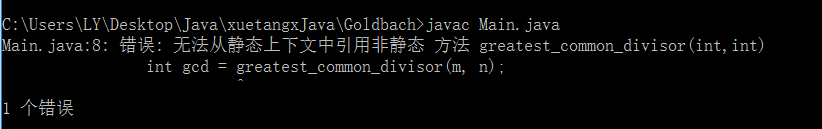 C:\Users\LY\Desktop\Java\xuetangxJava\Goldbach>javac Main.java
Main.java:8: 错误: 无法从静态上下文中引用非静态 方法 greatest_common_divisor(int,int)
int gcd = greatest_common_divisor(m, n);
^
1 个错误